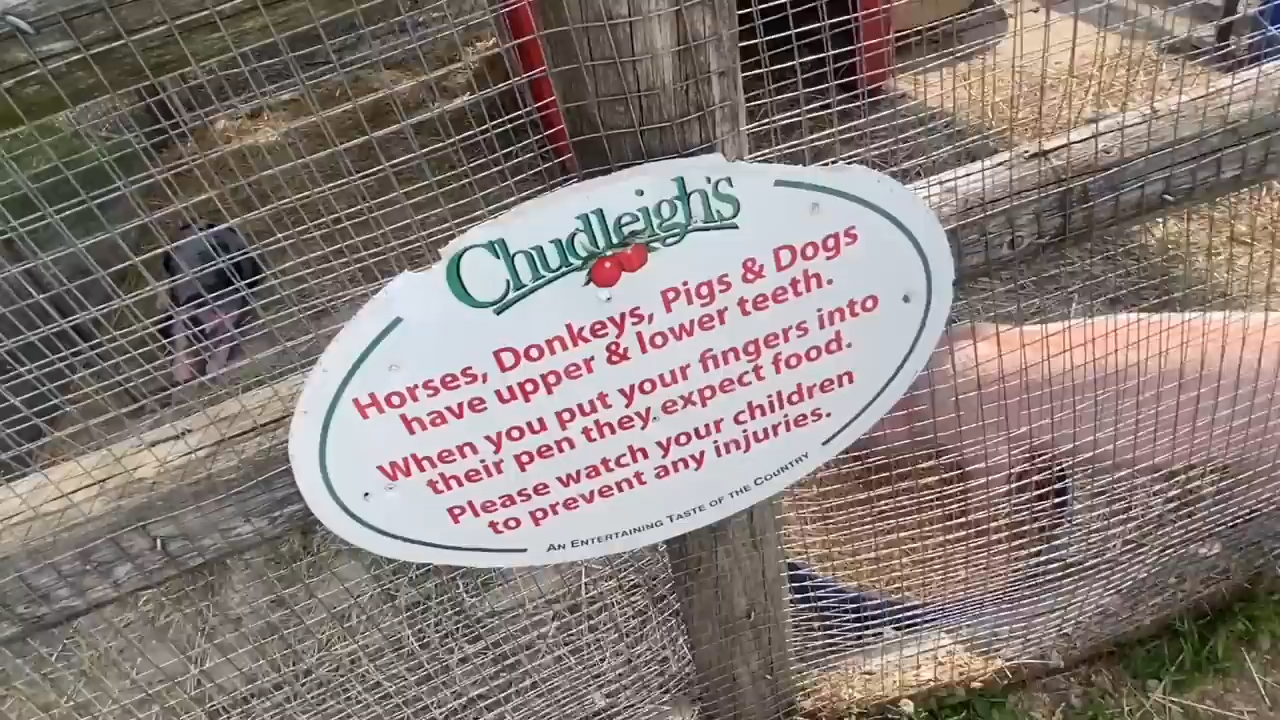 Chudleigh's
Horses, Donkeys, Pigs & Dogs
have upper & lower teeth.
When you put your fingers into
their pen they expect food.
Please watch your children
to prevent any injuries.
AN ENTERTAINING TASTE OF THE COUNTRY